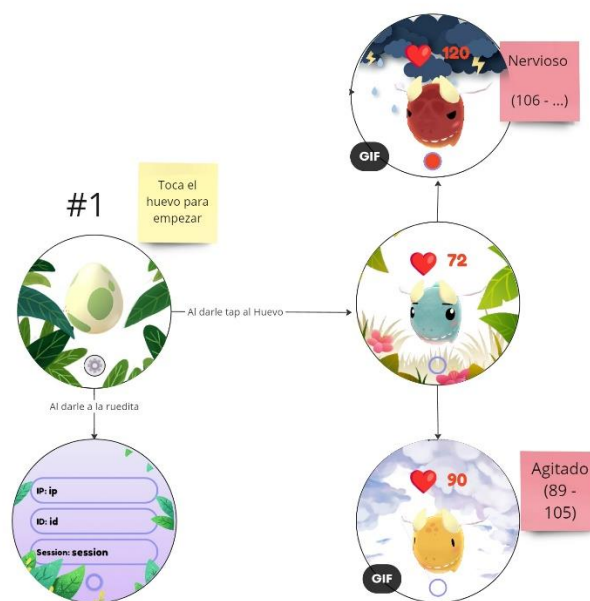 120
Nervioso
(106 - ...)
GIF
#1
Toca el
huevo para
empezar
72
Al darle tap al Huevo
Al darle a la ruedita
IP: ip
ID: id
Session: session
90
Agitado
(89 -
105)
GIF